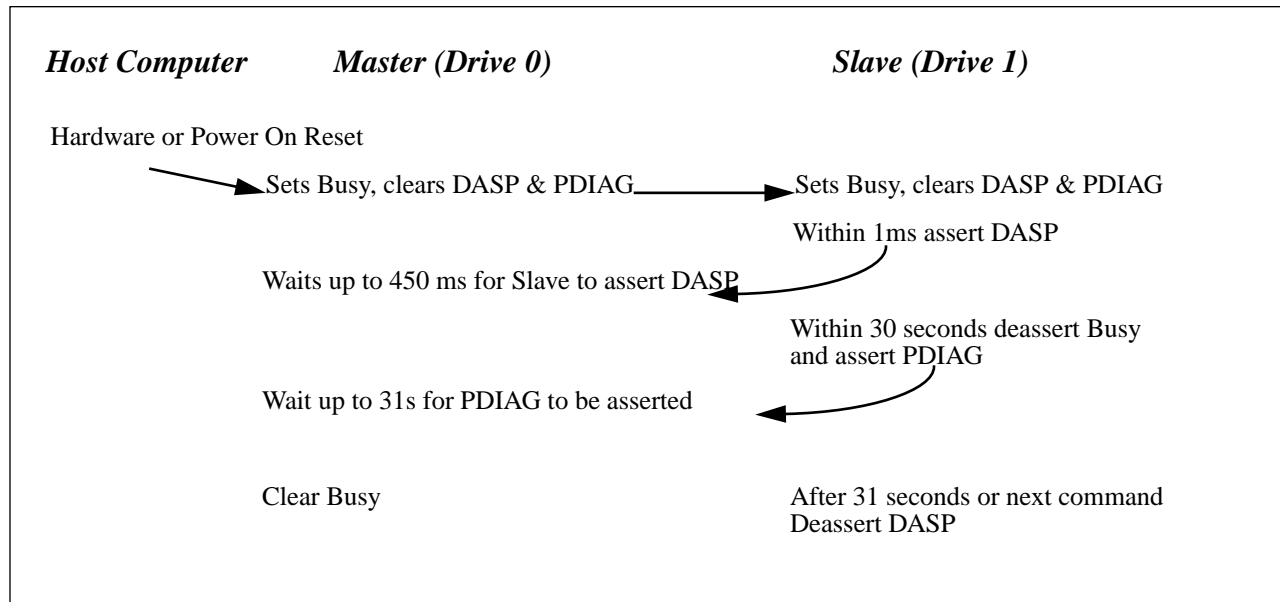 Host Computer Master (Drive 0) Slave (Drive 1)
Hardware or Power On Reset
Sets Busy, clears DASP & PDIAG Sets Busy, clears DASP & PDIAG
Within 1ms assert DASP
Waits up to 450 ms for Slave to assert DASP
Within 30 seconds deassert Busy
and assert PDIAG
Wait up to 31s for PDIAG to be asserted
Clear Busy After 31 seconds or next command
Deassert DASP